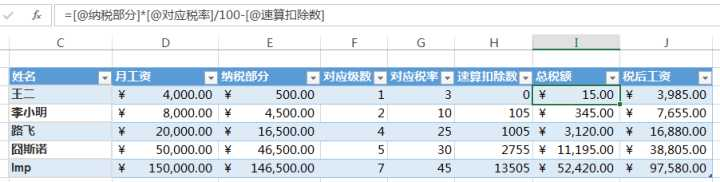 fx =[@纳税部分]*[@对应税率]/100-[@速算扣除数]
C D E F G H I J
姓名 月工资 纳税部分 对应级数 对应税率 速算扣除数 总税额 税后工资
王二 ¥ 4,000.00 ¥ 500.00 1 3 0 ¥ 15.00 ¥ 3,985.00
李小明 ¥ 8,000.00 ¥ 4,500.00 2 10 105 ¥ 345.00 ¥ 7,655.00
路飞 ¥ 20,000.00 ¥ 16,500.00 4 25 1005 ¥ 3,120.00 ¥ 16,880.00
囧斯诺 ¥ 50,000.00 ¥ 46,500.00 5 30 2755 ¥ 11,195.00 ¥ 38,805.00
lmp ¥ 150,000.00 ¥ 146,500.00 7 45 13505 ¥ 52,420.00 ¥ 97,580.00